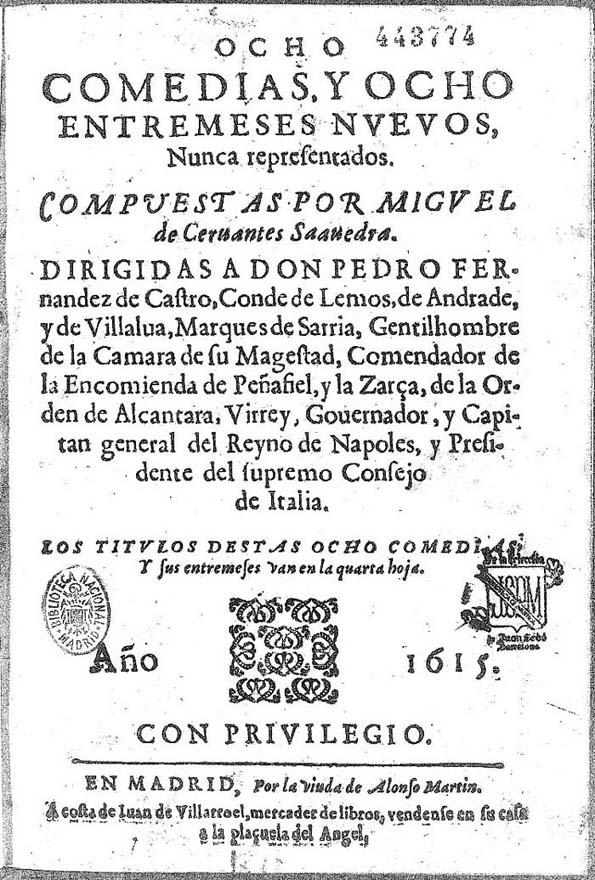 OCHO 443774
COMEDIAS, Y OCHO
ENTREMESES NVEVOS,
Nunca representados.
COMPVESTAS POR MIGVEL
de Ceruantes Saauedra.
DIRIGIDAS A DON PEDRO FER-
nandez de Castro, Conde de Lemos, de Andrade,
y de Villalua, Marques de Sarria, Gentilhombre
de la Camara de su Magestad, Comendador de
la Encomienda de Peñafiel, y la Zarça, de la Or-
den de Alcantara, Virrey, Gouernador, y Capi-
tan general del Reyno de Napoles, y Presi-
dente del supremo Consejo
de Italia.
LOS TITVLOS DESTAS OCHO COMEDIAS,
Y sus entremeses van en la quarta hoja.
De la colección
BIBLIOTECA NACIONAL
MADRID
de Juan Sedó
Barcelona
Año 1615.
CON PRIVILEGIO.
EN MADRID, Por la viuda de Alonso Martin.
A costa de Iuan de Villarroel, mercader de libros, vendense en su casa
a la plaçuela del Angel,